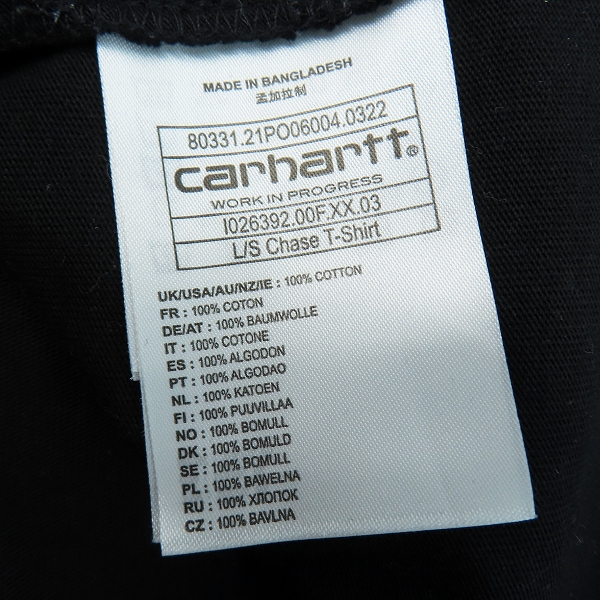 MADE IN BANGLADESH
孟加拉制
80331.21PO06004.0322
carhartt®
WORK IN PROGRESS
I026392.00F.XX.03
L/S Chase T-Shirt
UK/USA/AU/NZ/IE : 100% COTTON
FR : 100% COTON
DE/AT : 100% BAUMWOLLE
IT : 100% COTONE
ES : 100% ALGODON
PT : 100% ALGODAO
NL : 100% KATOEN
FI : 100% PUUVILLAA
NO : 100% BOMULL
DK : 100% BOMULD
SE : 100% BOMULL
PL : 100% BAWELNA
RU : 100% ХЛОПОК
CZ : 100% BAVLNA